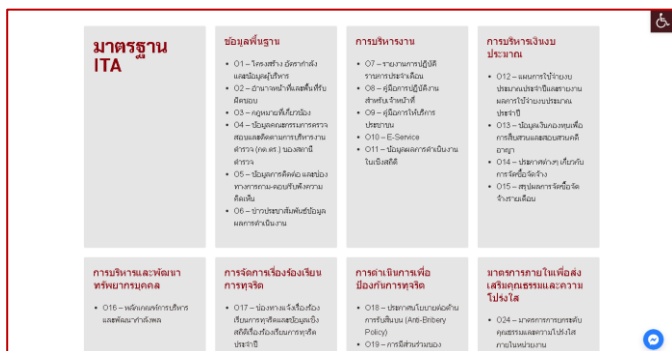 มาตรฐาน
ITA
ข้อมูลพื้นฐาน
O1 – โครงสร้าง อัตรากำลัง
และข้อมูลผู้บริหาร
O2 – อำนาจหน้าที่และพื้นที่รับ
ผิดชอบ
O3 – กฎหมายที่เกี่ยวข้อง
O4 – ข้อมูลคณะกรรมการตรวจ
สอบและติดตามการบริหารงาน
ตำรวจ (กต.ตร.) ของสถานี
ตำรวจ
O5 – ข้อมูลการติดต่อ และช่อง
ทางการถาม-ตอบ/รับฟังความ
คิดเห็น
O6 – ข่าวประชาสัมพันธ์ข้อมูล
ผลการดำเนินงาน
การบริหารงาน
O7 – รายงานการปฏิบัติ
ราชการประจำเดือน
O8 – คู่มือการปฏิบัติงาน
สำหรับเจ้าหน้าที่
O9 – คู่มือการให้บริการ
ประชาชน
O10 – E-Service
O11 – ข้อมูลผลการดำเนินงาน
ในเชิงสถิติ
การบริหารเงินงบ
ประมาณ
O12 – แผนการใช้จ่ายงบ
ประมาณประจำปีและรายงาน
ผลการใช้จ่ายงบประมาณ
ประจำปี
O13 – ข้อมูลเงินกองทุนเพื่อ
การสืบสวนและสอบสวนคดี
อาญา
O14 – ประกาศต่างๆ เกี่ยวกับ
การจัดซื้อจัดจ้าง
O15 – สรุปผลการจัดซื้อจัด
จ้างรายเดือน
การบริหารและพัฒนา
ทรัพยากรบุคคล
O16 – หลักเกณฑ์การบริหาร
และพัฒนากำลังพล
การจัดการเรื่องร้องเรียน
การทุจริต
O17 – ช่องทางแจ้งเรื่องร้อง
เรียนการทุจริตและข้อมูลเชิง
สถิติเรื่องร้องเรียนการทุจริต
ประจำปี
การดำเนินการเพื่อ
ป้องกันการทุจริต
O18 – ประกาศนโยบายต่อต้าน
การรับสินบน (Anti-Bribery
Policy)
O19 – การมีส่วนร่วมของ
มาตรการภายในเพื่อส่ง
เสริมคุณธรรมและความ
โปร่งใส
O24 – มาตรการยกระดับ
คุณธรรมและความโปร่งใส
ภายในหน่วยงาน